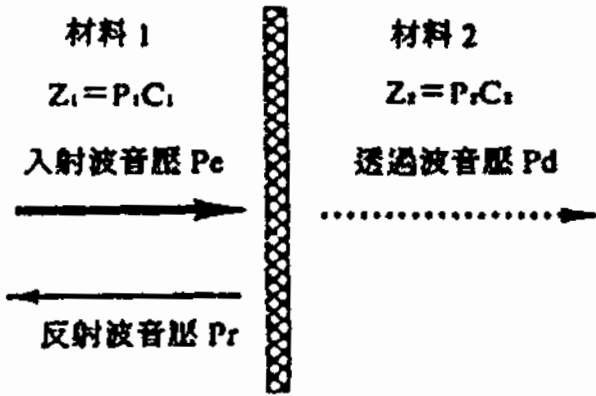 材料 1
Z₁＝P₁C₁
入射波音壓 Pe
反射波音壓 Pr
材料 2
Z₂＝P₂C₂
透過波音壓 Pd